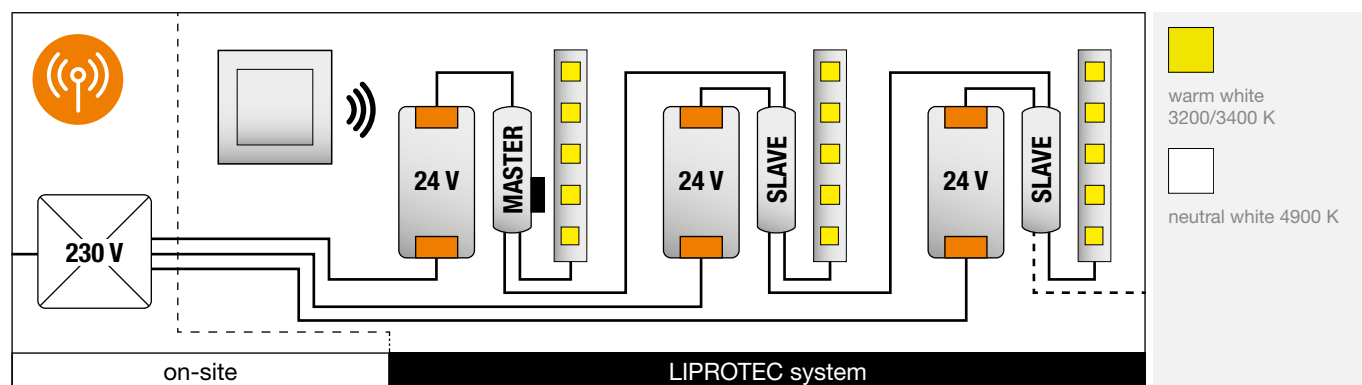 24 V
MASTER
24 V
SLAVE
24 V
SLAVE
230 V
on-site
LIPROTEC system
warm white
3200/3400 K
neutral white 4900 K